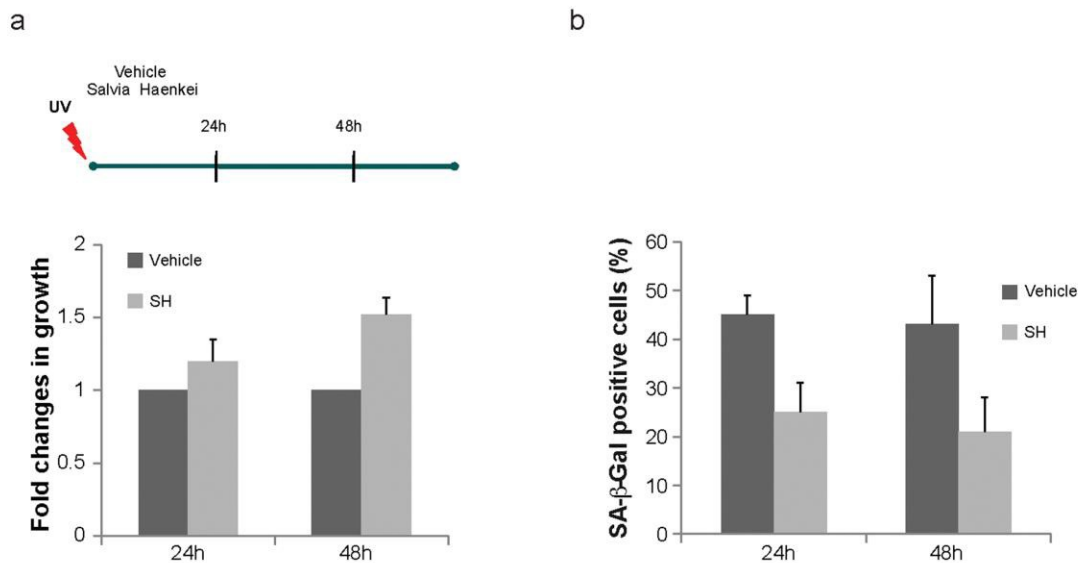 a
Vehicle
Salvia Haenkei
UV
24h
48h
Fold changes in growth
2
1.5
1
0.5
0
Vehicle
SH
24h
48h
b
SA-β-Gal positive cells (%)
60
50
40
30
20
10
0
Vehicle
SH
24h
48h